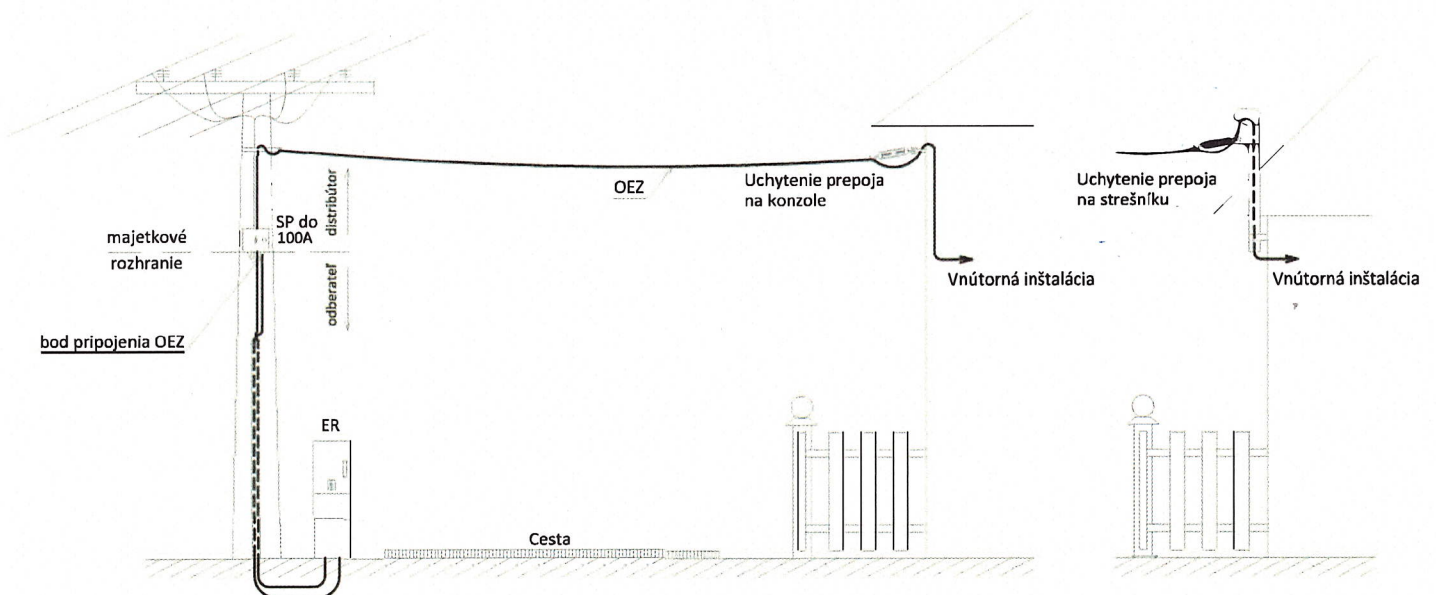 OEZ
Uchytenie prepoja
na konzole
Uchytenie prepoja
na strešníku
distribútor
SP do
100A
majetkové
rozhranie
odberateľ
Vnútorná inštalácia
Vnútorná inštalácia
bod pripojenia OEZ
ER
Cesta